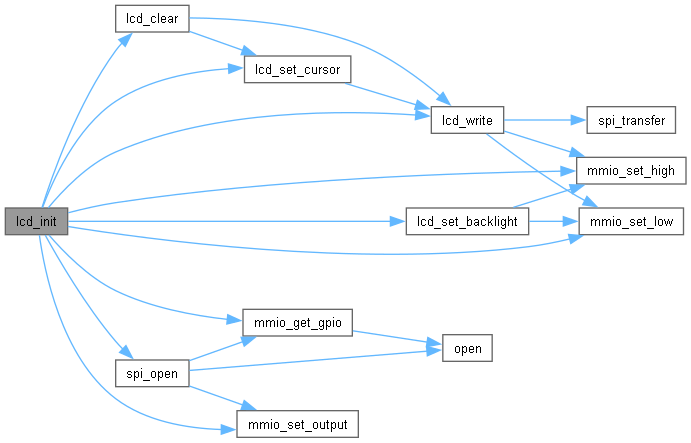 lcd_clear
lcd_set_cursor
lcd_write
spi_transfer
mmio_set_high
lcd_init
lcd_set_backlight
mmio_set_low
mmio_get_gpio
open
spi_open
mmio_set_output